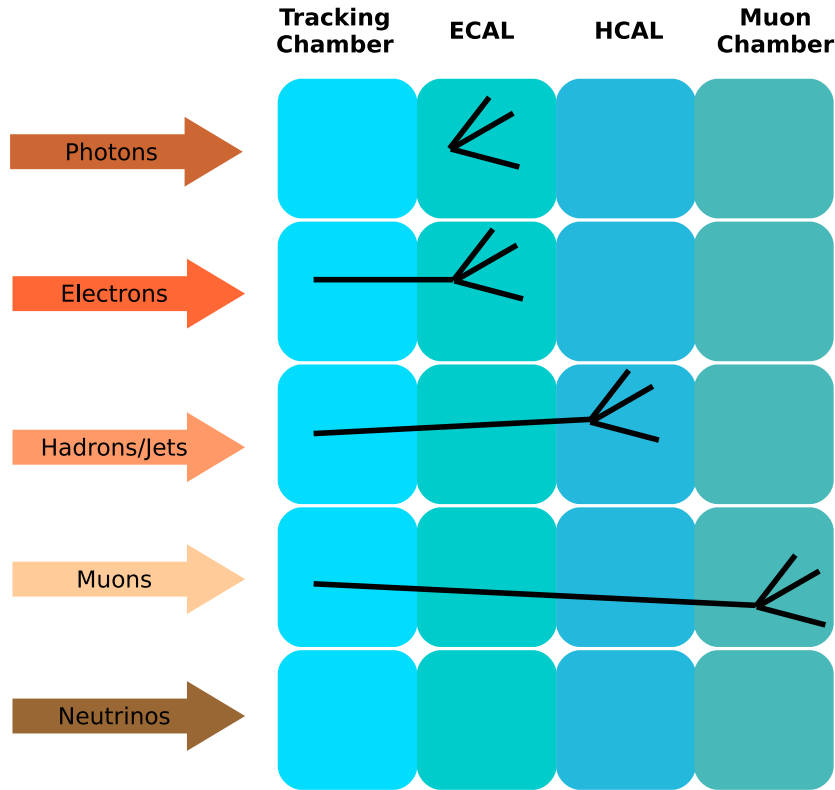 Tracking
Chamber
ECAL
HCAL
Muon
Chamber
Photons
Electrons
Hadrons/Jets
Muons
Neutrinos